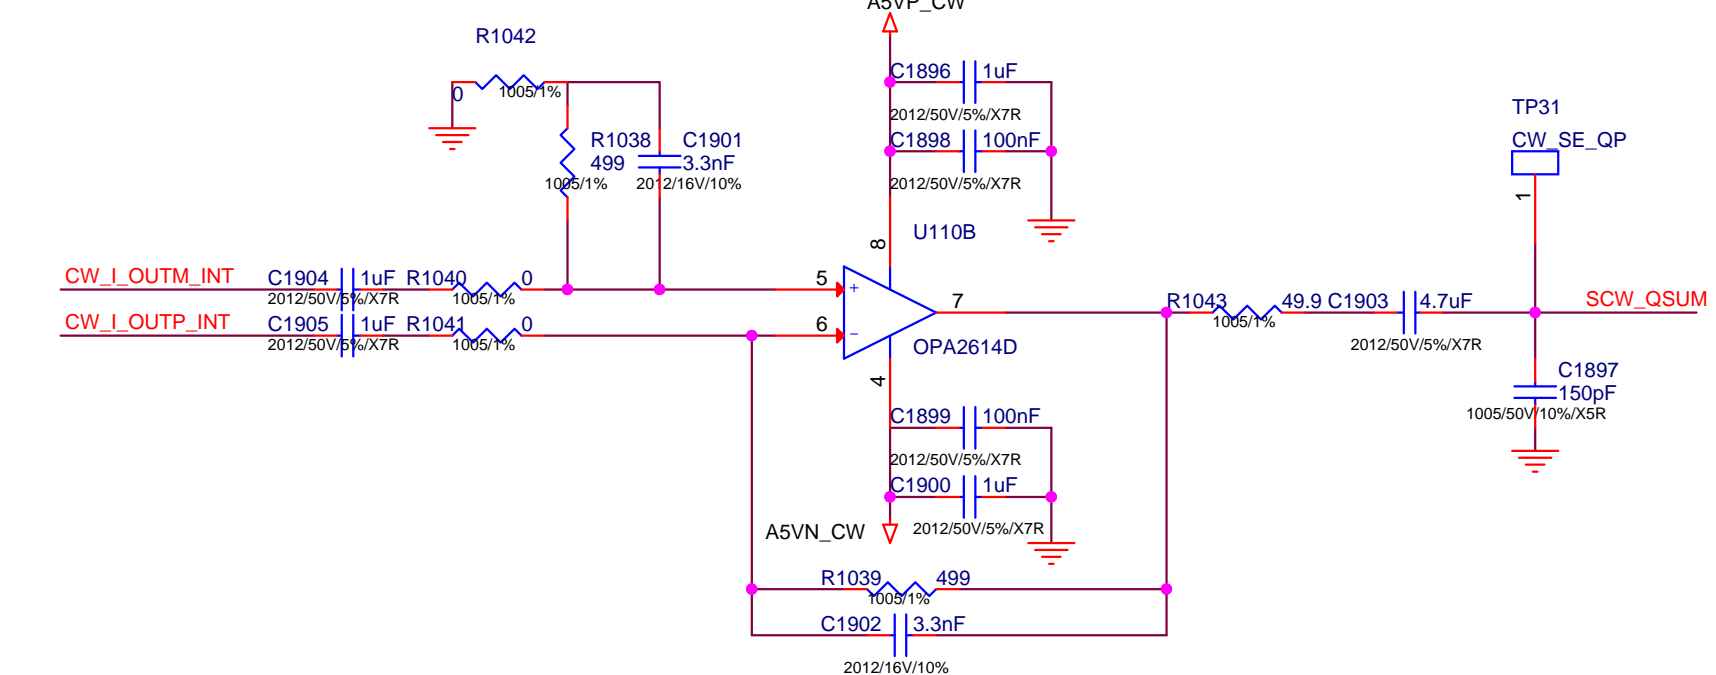 A5VP_CW
R1042
0
1005/1%
R1038
499
1005/1%
C1901
3.3nF
2012/16V/10%
C1896 1uF
2012/50V/5%/X7R
C1898 100nF
2012/50V/5%/X7R
TP31
CW_SE_QP
1
8
U110B
CW_I_OUTM_INT
C1904 1uF R1040 0
2012/50V/5%/X7R 1005/1%
5
+
CW_I_OUTP_INT
C1905 1uF R1041 0
2012/50V/5%/X7R 1005/1%
6
-
7
OPA2614D
4
R1043 49.9 C1903 4.7uF
1005/1%
2012/50V/5%/X7R
SCW_QSUM
C1897
150pF
1005/50V/10%/X5R
C1899 100nF
2012/50V/5%/X7R
C1900 1uF
2012/50V/5%/X7R
A5VN_CW
R1039 499
1005/1%
C1902 3.3nF
2012/16V/10%